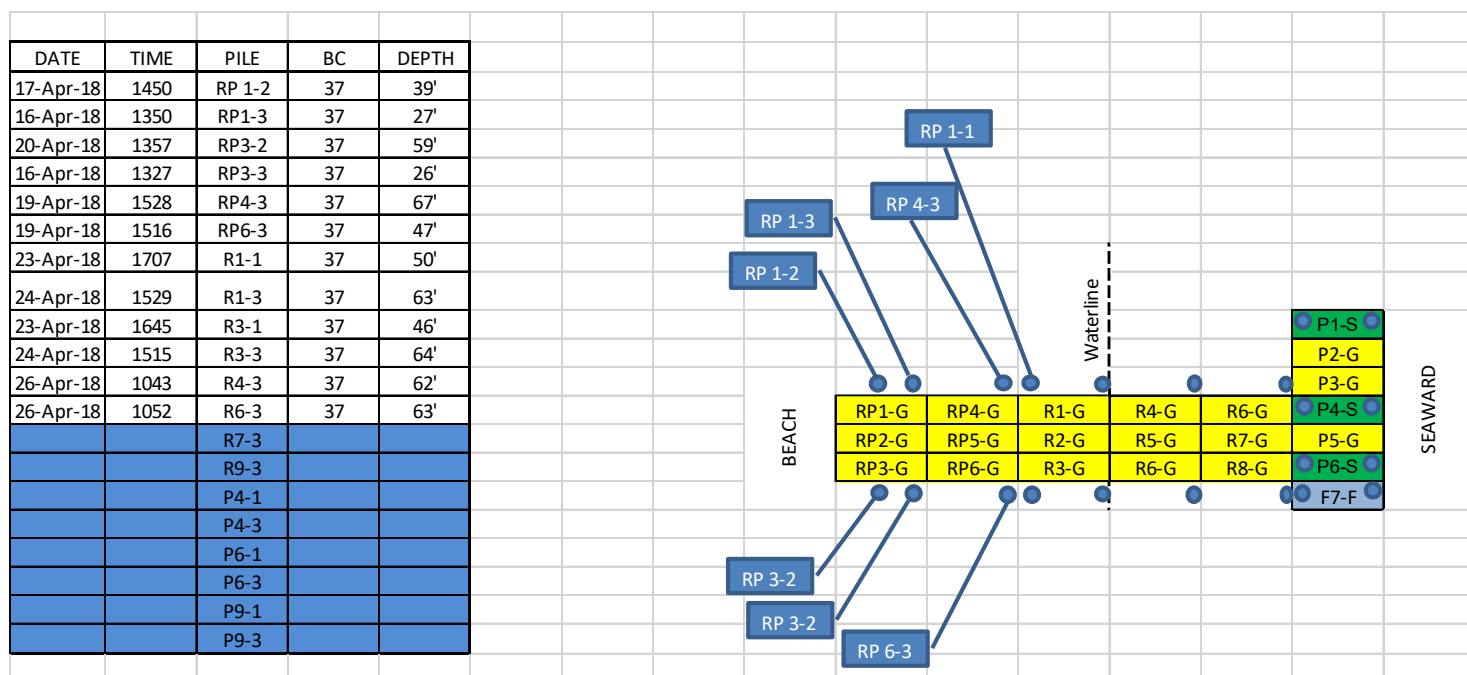 DATE TIME PILE BC DEPTH
17-Apr-18 1450 RP 1-2 37 39'
16-Apr-18 1350 RP1-3 37 27'
20-Apr-18 1357 RP3-2 37 59'
16-Apr-18 1327 RP3-3 37 26'
19-Apr-18 1528 RP4-3 37 67'
19-Apr-18 1516 RP6-3 37 47'
23-Apr-18 1707 R1-1 37 50'
24-Apr-18 1529 R1-3 37 63'
23-Apr-18 1645 R3-1 37 46'
24-Apr-18 1515 R3-3 37 64'
26-Apr-18 1043 R4-3 37 62'
26-Apr-18 1052 R6-3 37 63'
R7-3
R9-3
P4-1
P4-3
P6-1
P6-3
P9-1
P9-3
RP 1-1
RP 4-3
RP 1-3
RP 1-2
Waterline
P1-S
P2-G
P3-G
RP1-G RP4-G R1-G R4-G R6-G P4-S
RP2-G RP5-G R2-G R5-G R7-G P5-G
RP3-G RP6-G R3-G R6-G R8-G P6-S
F7-F
BEACH
SEAWARD
RP 3-2
RP 3-2
RP 6-3